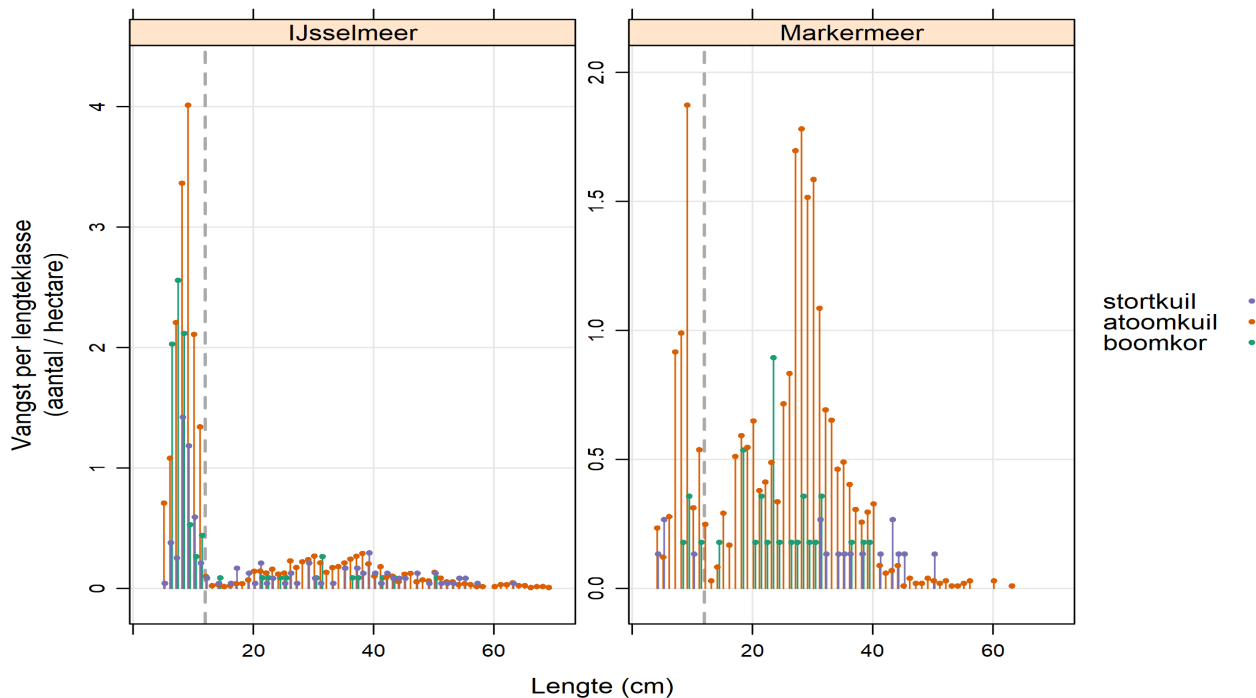 IJsselmeer
Markermeer
Vangst per lengteklasse
(aantal / hectare)
4
3
2
1
0
2.0
1.5
1.0
0.5
0.0
20
40
60
20
40
60
Lengte (cm)
stortkuil
atoomkuil
boomkor